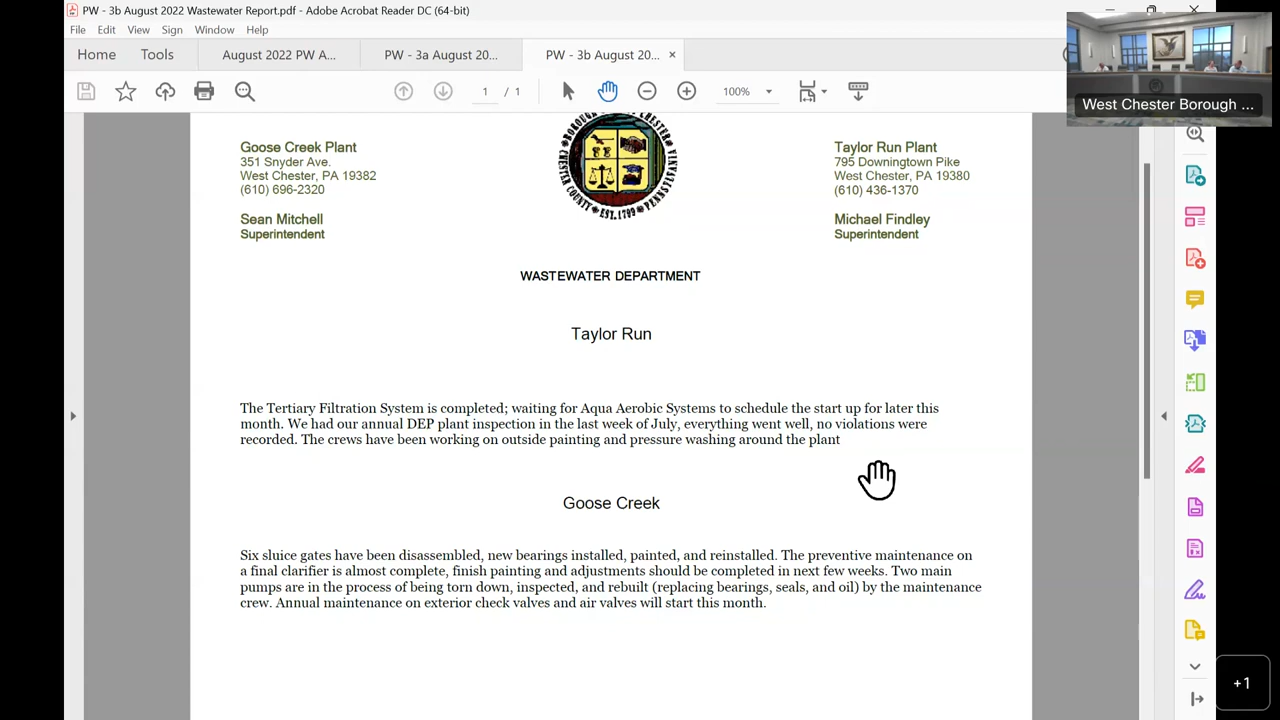 PW - 3b August 2022 Wastewater Report.pdf - Adobe Acrobat Reader DC (64-bit)
File Edit View Sign Window Help
Home Tools August 2022 PW A... PW - 3a August 20... PW - 3b August 20... ×
1 / 1 100%
West Chester Borough ...
BOROUGH OF WEST CHESTER
CHESTER COUNTY PENNSYLVANIA
EST. 1799
Goose Creek Plant
351 Snyder Ave.
West Chester, PA 19382
(610) 696-2320
Sean Mitchell
Superintendent
Taylor Run Plant
795 Downingtown Pike
West Chester, PA 19380
(610) 436-1370
Michael Findley
Superintendent
WASTEWATER DEPARTMENT
Taylor Run
The Tertiary Filtration System is completed; waiting for Aqua Aerobic Systems to schedule the start up for later this
month. We had our annual DEP plant inspection in the last week of July, everything went well, no violations were
recorded. The crews have been working on outside painting and pressure washing around the plant
Goose Creek
Six sluice gates have been disassembled, new bearings installed, painted, and reinstalled. The preventive maintenance on
a final clarifier is almost complete, finish painting and adjustments should be completed in next few weeks. Two main
pumps are in the process of being torn down, inspected, and rebuilt (replacing bearings, seals, and oil) by the maintenance
crew. Annual maintenance on exterior check valves and air valves will start this month.
+1